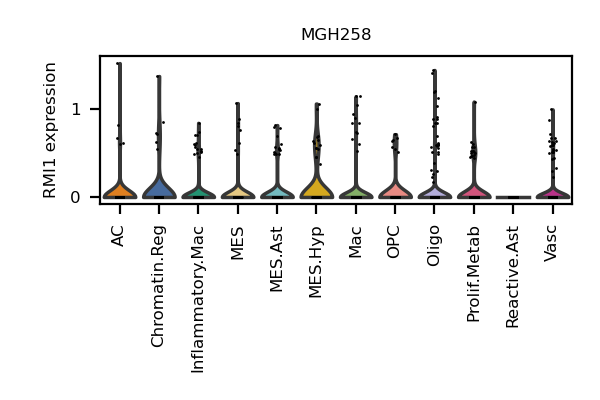 MGH258
RMI1 expression
1
0
AC
Chromatin.Reg
Inflammatory.Mac
MES
MES.Ast
MES.Hyp
Mac
OPC
Oligo
Prolif.Metab
Reactive.Ast
Vasc